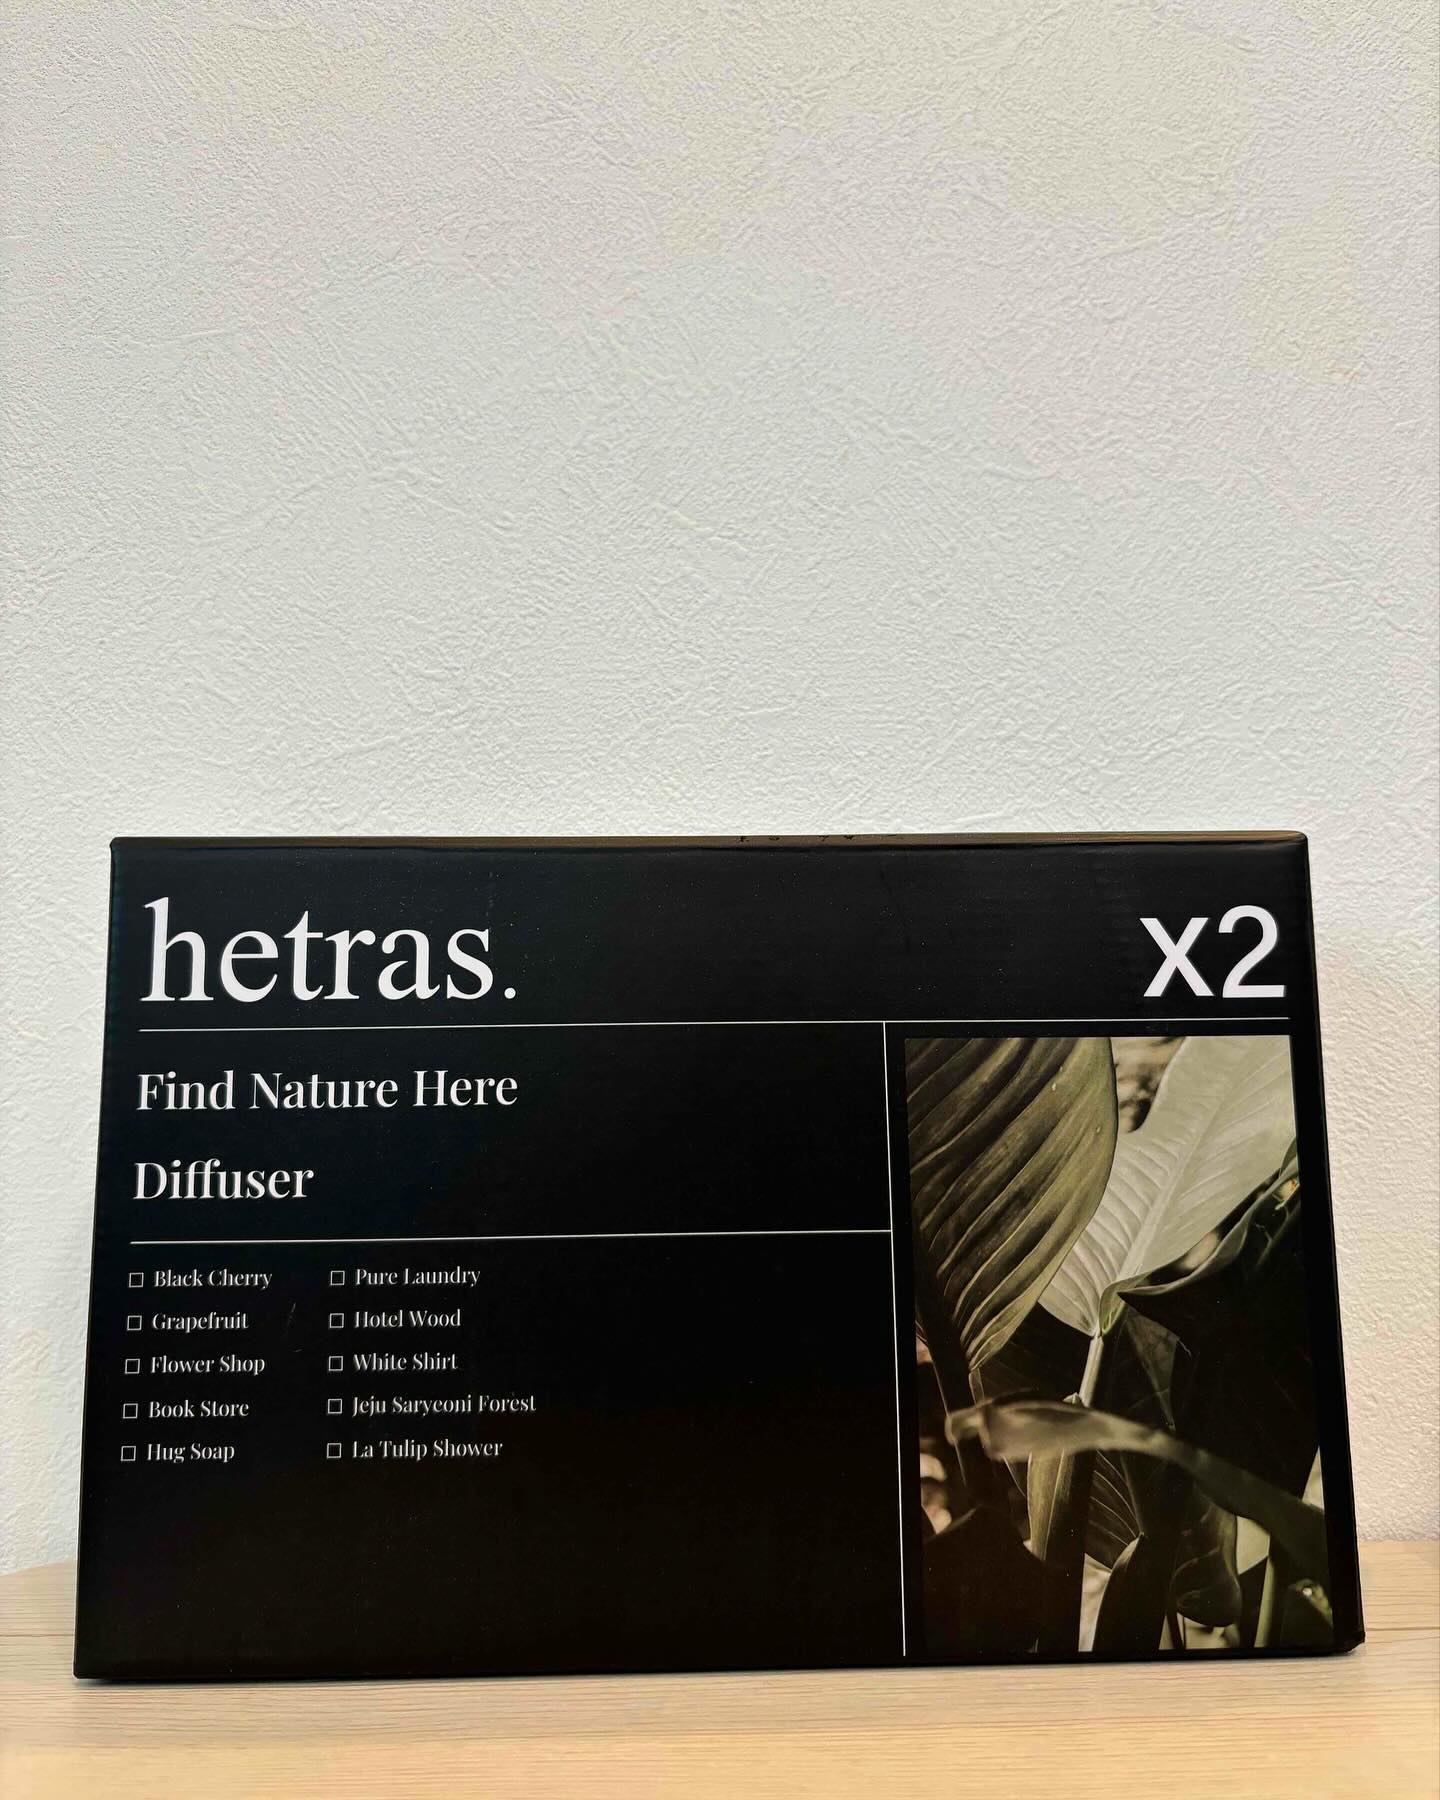 hetras.
x2
Find Nature Here
Diffuser
☐ Black Cherry
☐ Grapefruit
☐ Flower Shop
☐ Book Store
☐ Hug Soap
☐ Pure Laundry
☐ Hotel Wood
☐ White Shirt
☐ Jeju Saryeoni Forest
☐ La Tulip Shower